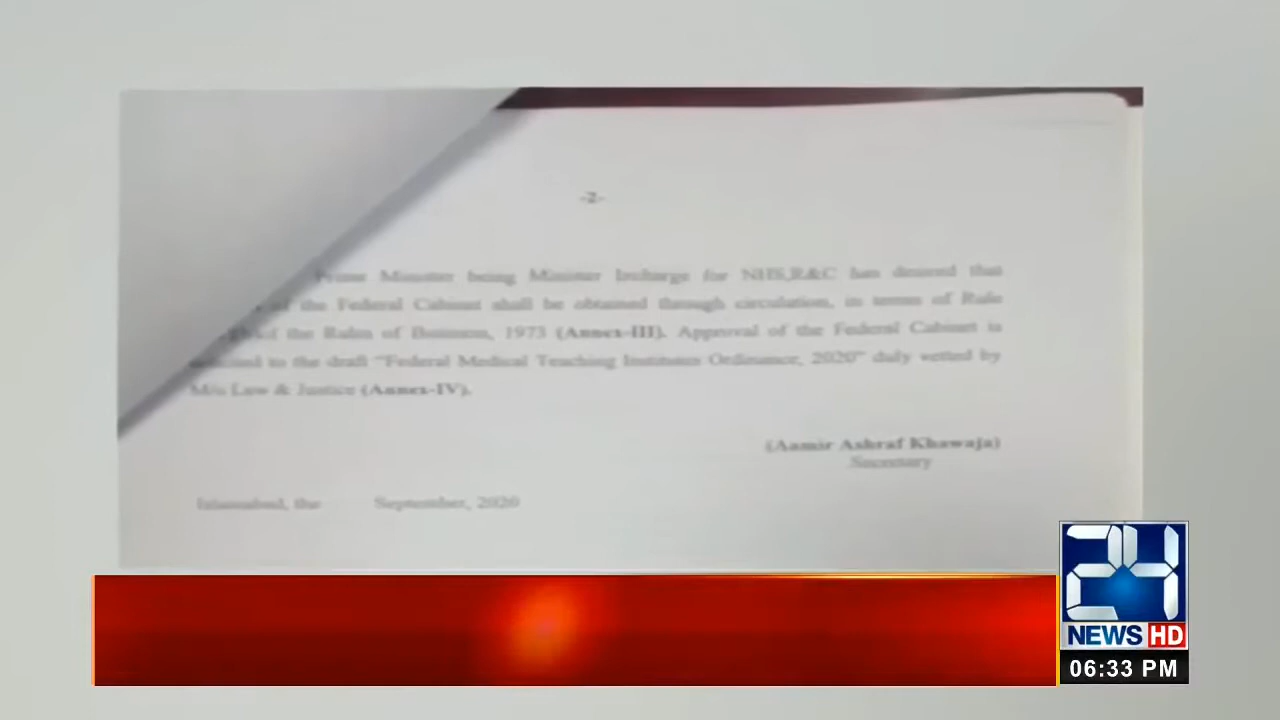 -2-
Prime Minister being Minister Incharge for NHS,R&C has desired that
the Federal Cabinet shall be obtained through circulation, in terms of Rule
the Rules of Business, 1973 (Annex-III). Approval of the Federal Cabinet is
to the draft "Federal Medical Teaching Institutes Ordinance, 2020" duly vetted by
M/o Law & Justice (Annex-IV).
(Aamir Ashraf Khawaja)
Secretary
Islamabad, the September, 2020
24
NEWS HD
06:33 PM